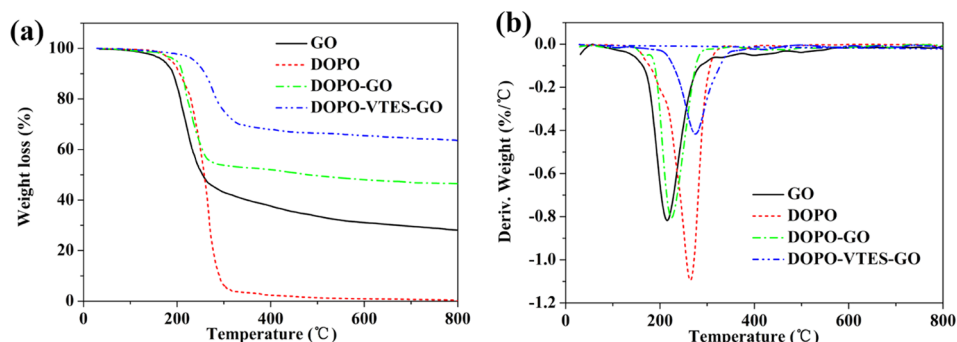 (a)
100
80
60
40
20
0
Weight loss (%)
GO
DOPO
DOPO-GO
DOPO-VTES-GO
0
200
400
600
800
Temperature (℃)
(b)
0.0
-0.2
-0.4
-0.6
-0.8
-1.0
-1.2
Deriv. Weight (%/℃)
GO
DOPO
DOPO-GO
DOPO-VTES-GO
0
200
400
600
800
Temperature (℃)